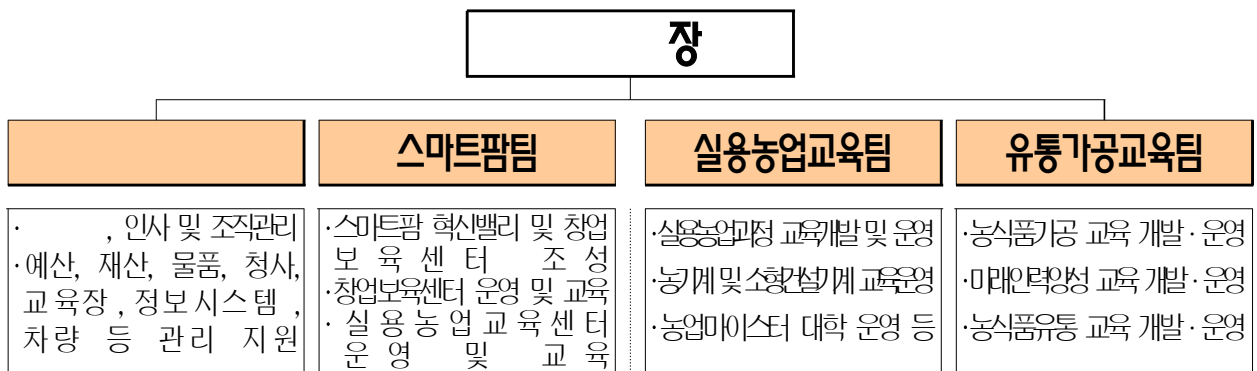 장
스마트팜팀
실용농업교육팀
유통가공교육팀
· , 인사 및 조직관리
·예산, 재산, 물품, 청사,
교육장, 정보시스템,
차량 등 관리 지원
·스마트팜 혁신밸리 및 창업
보육센터 조성
·창업보육센터 운영 및 교육
·실용농업교육센터
운영 및 교육
·실용농업과정 교육개발 및 운영
·농기계 및 소형건설기계 교육운영
·농업마이스터 대학 운영 등
·농식품가공 교육 개발·운영
·미래인력양성 교육 개발·운영
·농식품유통 교육 개발·운영